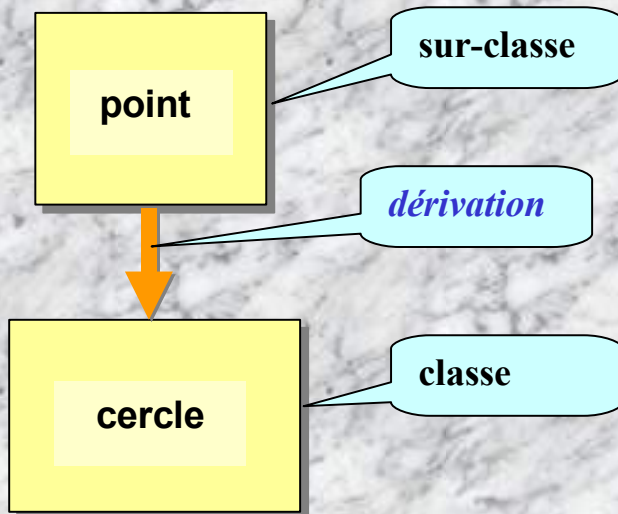 sur-classe
point
dérivation
classe
cercle